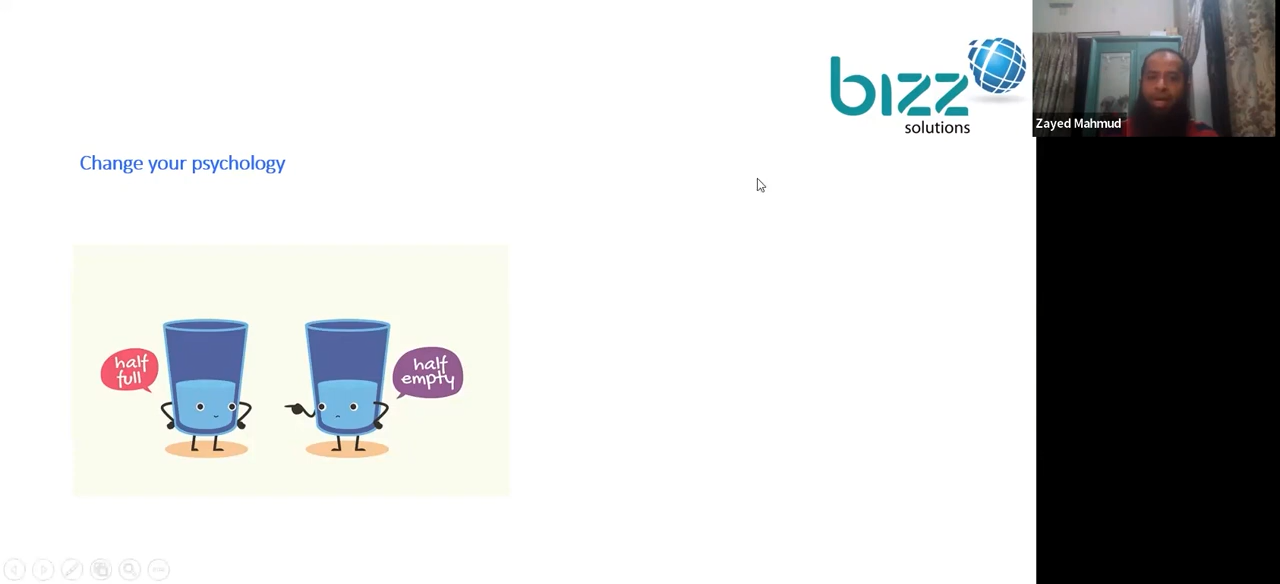 bizz
solutions
Zayed Mahmud
Change your psychology
half
full
half
empty